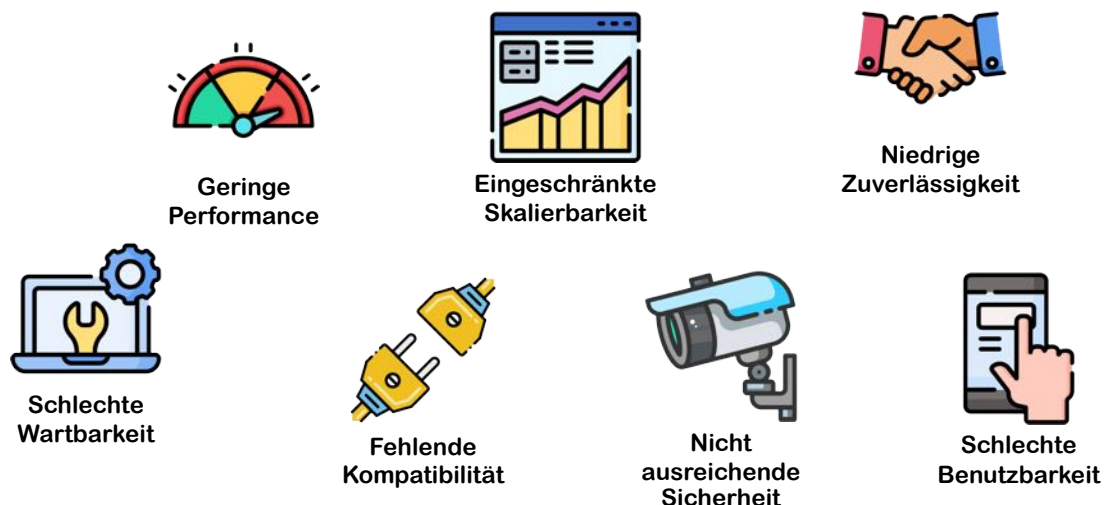 Geringe
Performance
Eingeschränkte
Skalierbarkeit
Niedrige
Zuverlässigkeit
Schlechte
Wartbarkeit
Fehlende
Kompatibilität
Nicht
ausreichende
Sicherheit
Schlechte
Benutzbarkeit